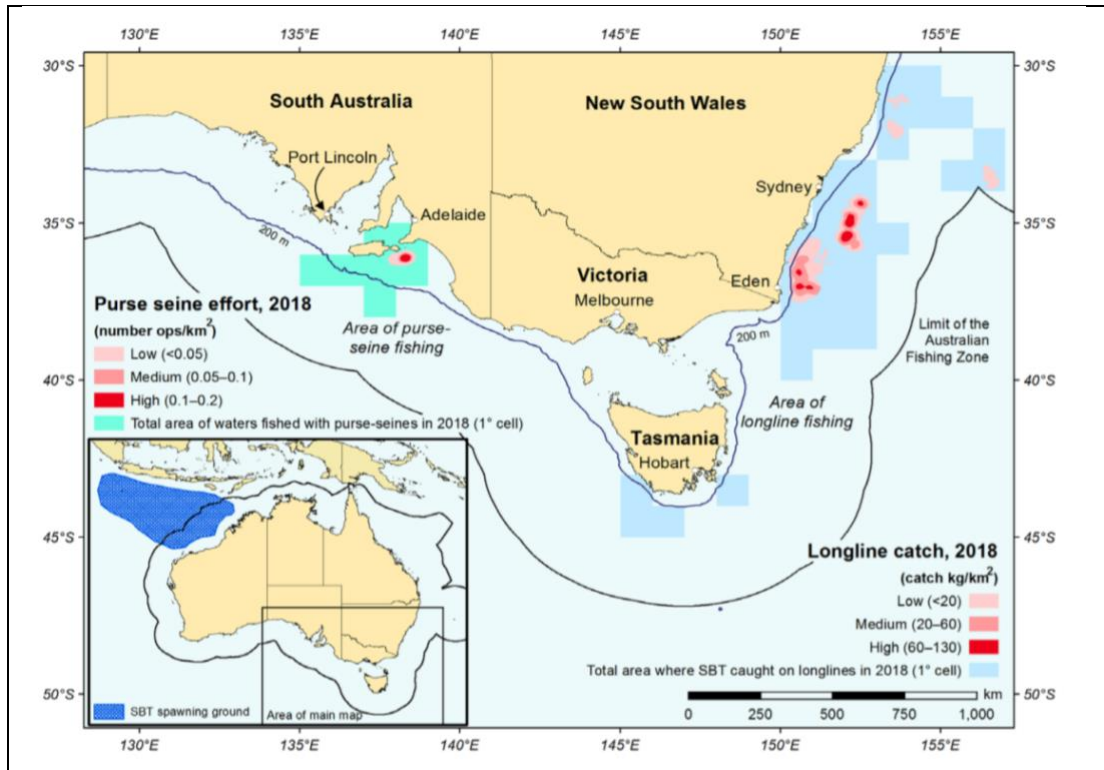 130°E 135°E 140°E 145°E 150°E 155°E
30°S 30°S
South Australia New South Wales
Port Lincoln
Sydney
Adelaide
35°S 35°S
200 m
Victoria Eden
Melbourne
Purse seine effort, 2018
(number ops/km²)
Low (<0.05)
Medium (0.05–0.1)
High (0.1–0.2)
Total area of waters fished with purse-seines in 2018 (1° cell)
Area of purse-
seine fishing
200 m
Limit of the
Australian
Fishing Zone
40°S 40°S
Area of
longline fishing
Tasmania
Hobart
45°S 45°S
Longline catch, 2018
(catch kg/km²)
Low (<20)
Medium (20–60)
High (60–130)
Total area where SBT caught on longlines in 2018 (1° cell)
km
0 250 500 750 1,000
50°S 50°S
SBT spawning ground
Area of main map
130°E 135°E 140°E 145°E 150°E 155°E